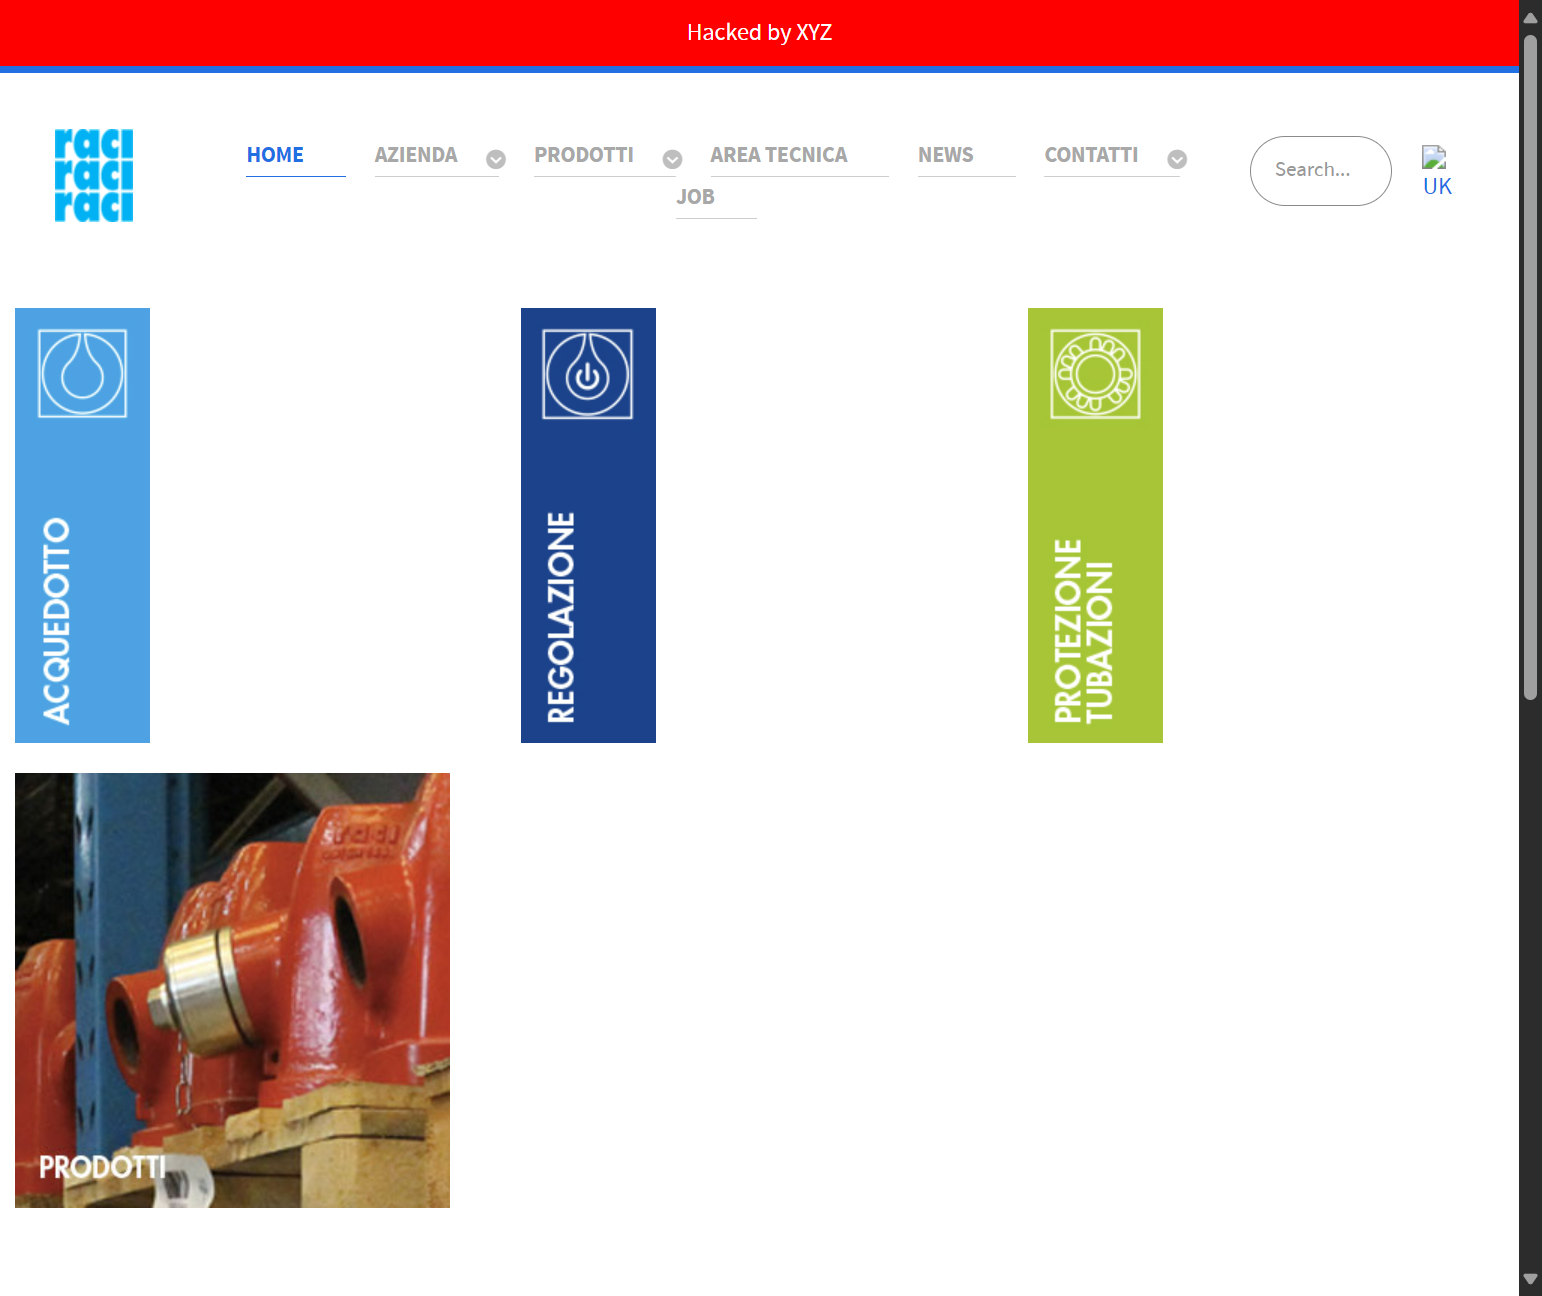 Hacked by XYZ
raci
raci
raci
HOME
AZIENDA
PRODOTTI
AREA TECNICA
NEWS
CONTATTI
JOB
Search...
UK
ACQUEDOTTO
REGOLAZIONE
PROTEZIONE
TUBAZIONI
raci
PRODOTTI